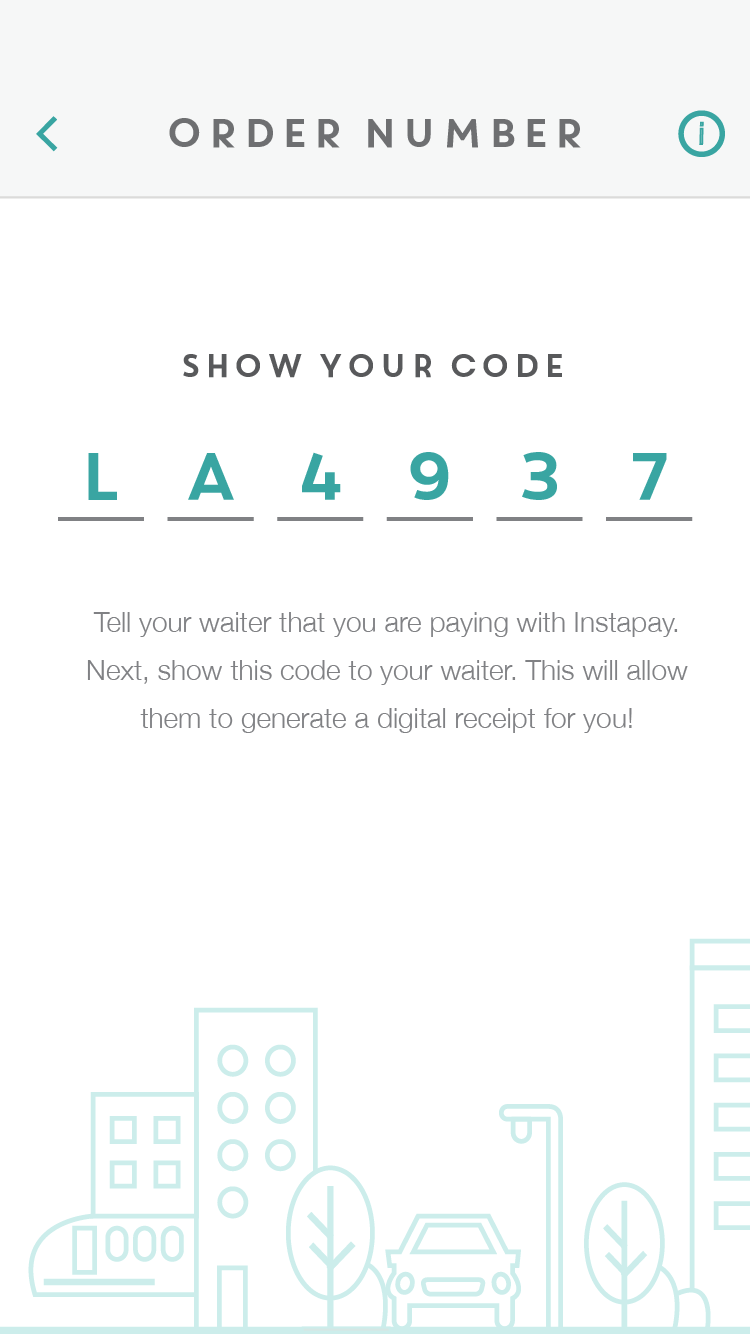 ORDER NUMBER
SHOW YOUR CODE
L A 4 9 3 7
Tell your waiter that you are paying with Instapay.
Next, show this code to your waiter. This will allow
them to generate a digital receipt for you!